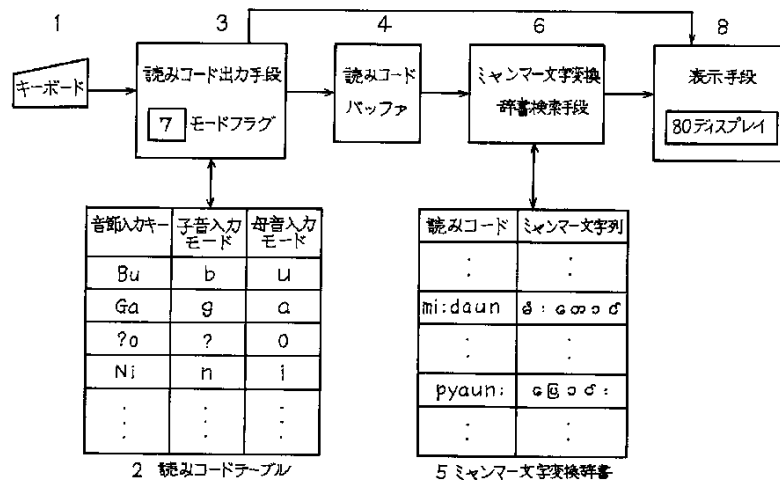 1
3
4
6
8
キーボード
読みコード出力手段
7 モードフラグ
読みコード
バッファ
ミャンマー文字変換
辞書検索手段
表示手段
80ディスプレイ
音節入力キー 子音入力モード 母音入力モード
Bu b u
Ga g a
?o ? o
Ni n i
2 読みコードテーブル
読みコード ミャンマー文字列
mi:daun
pyaun:
5 ミャンマー文字変換辞書